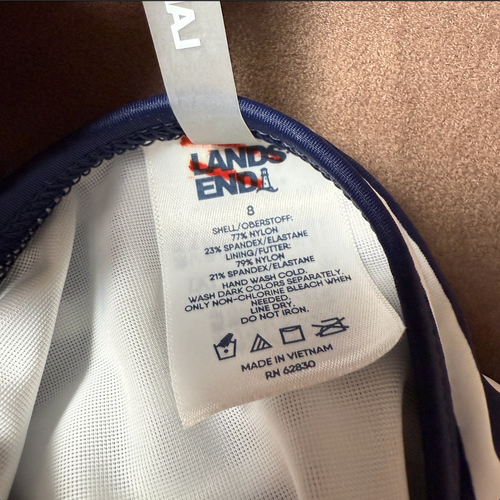 LANDS'
END
8
SHELL/OBERSTOFF:
77% NYLON
23% SPANDEX/ELASTANE
LINING/FUTTER:
79% NYLON
21% SPANDEX/ELASTANE
HAND WASH COLD.
WASH DARK COLORS SEPARATELY.
ONLY NON-CHLORINE BLEACH WHEN
NEEDED.
LINE DRY.
DO NOT IRON.
MADE IN VIETNAM
RN 62830